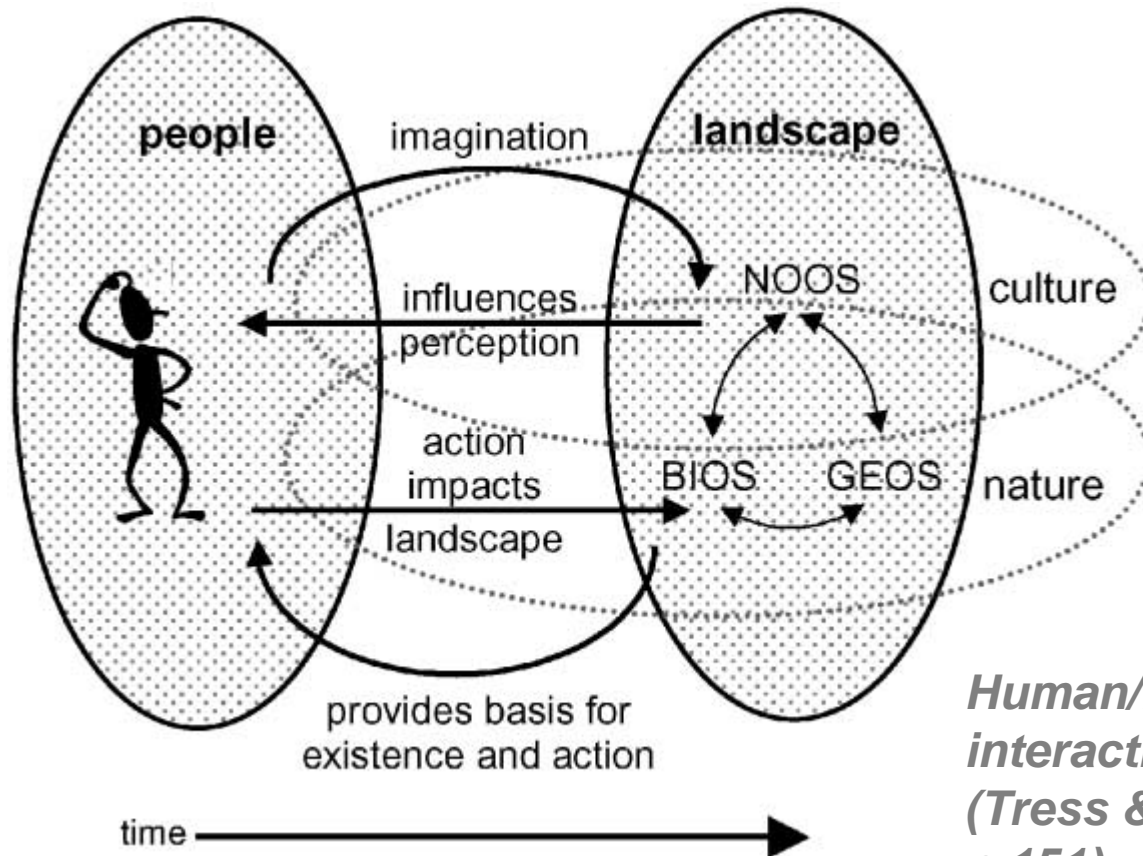 people
imagination
landscape
NOOS
influences
perception
culture
action
impacts
landscape
BIOS
GEOS
nature
provides basis for
existence and action
time
Human/
(Tress &